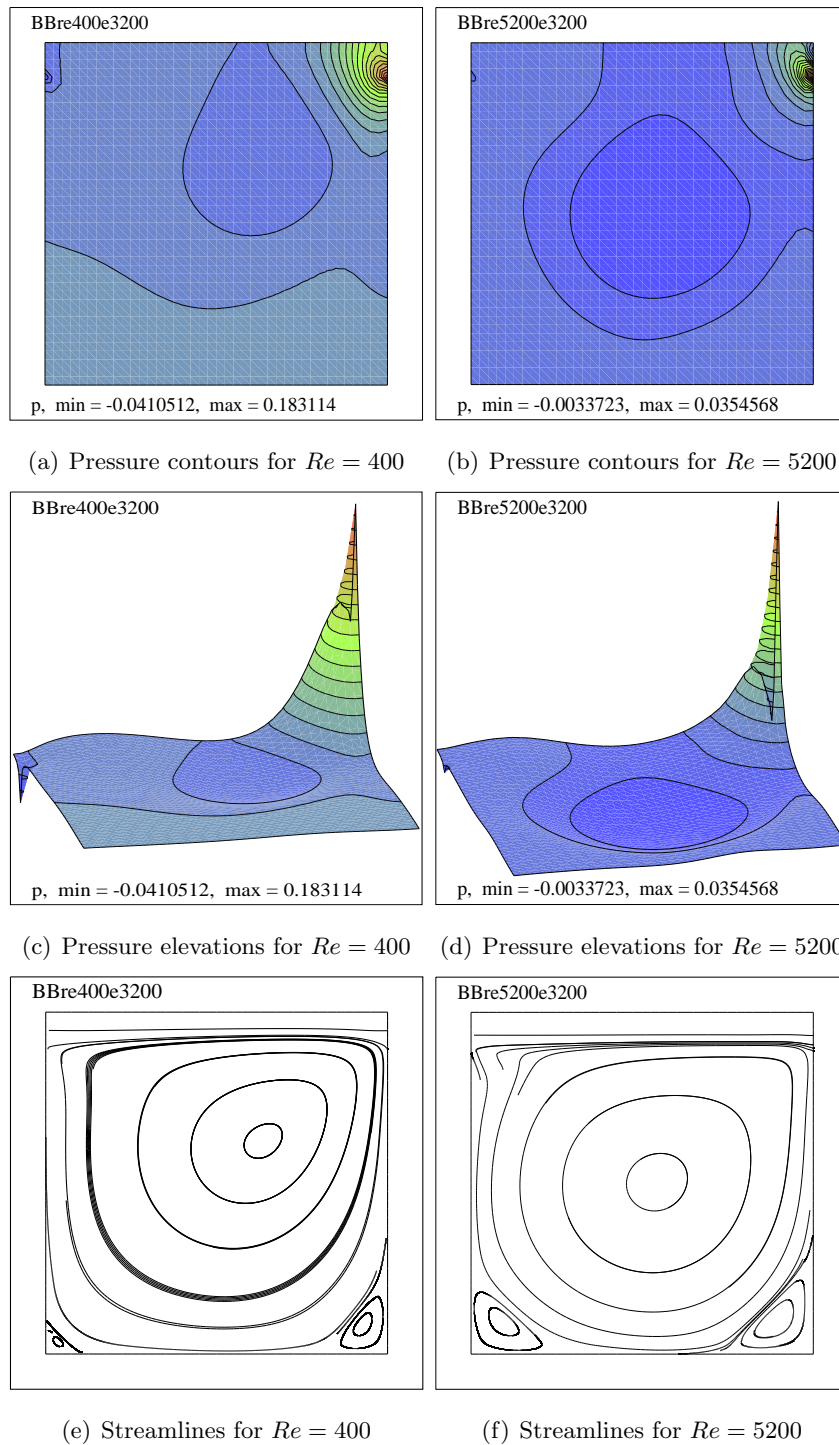 BBre400e3200
BBre5200e3200
p, min = -0.0410512, max = 0.183114
p, min = -0.0033723, max = 0.0354568
(a) Pressure contours for Re = 400
(b) Pressure contours for Re = 5200
BBre400e3200
BBre5200e3200
p, min = -0.0410512, max = 0.183114
p, min = -0.0033723, max = 0.0354568
(c) Pressure elevations for Re = 400
(d) Pressure elevations for Re = 5200
BBre400e3200
BBre5200e3200
(e) Streamlines for Re = 400
(f) Streamlines for Re = 5200